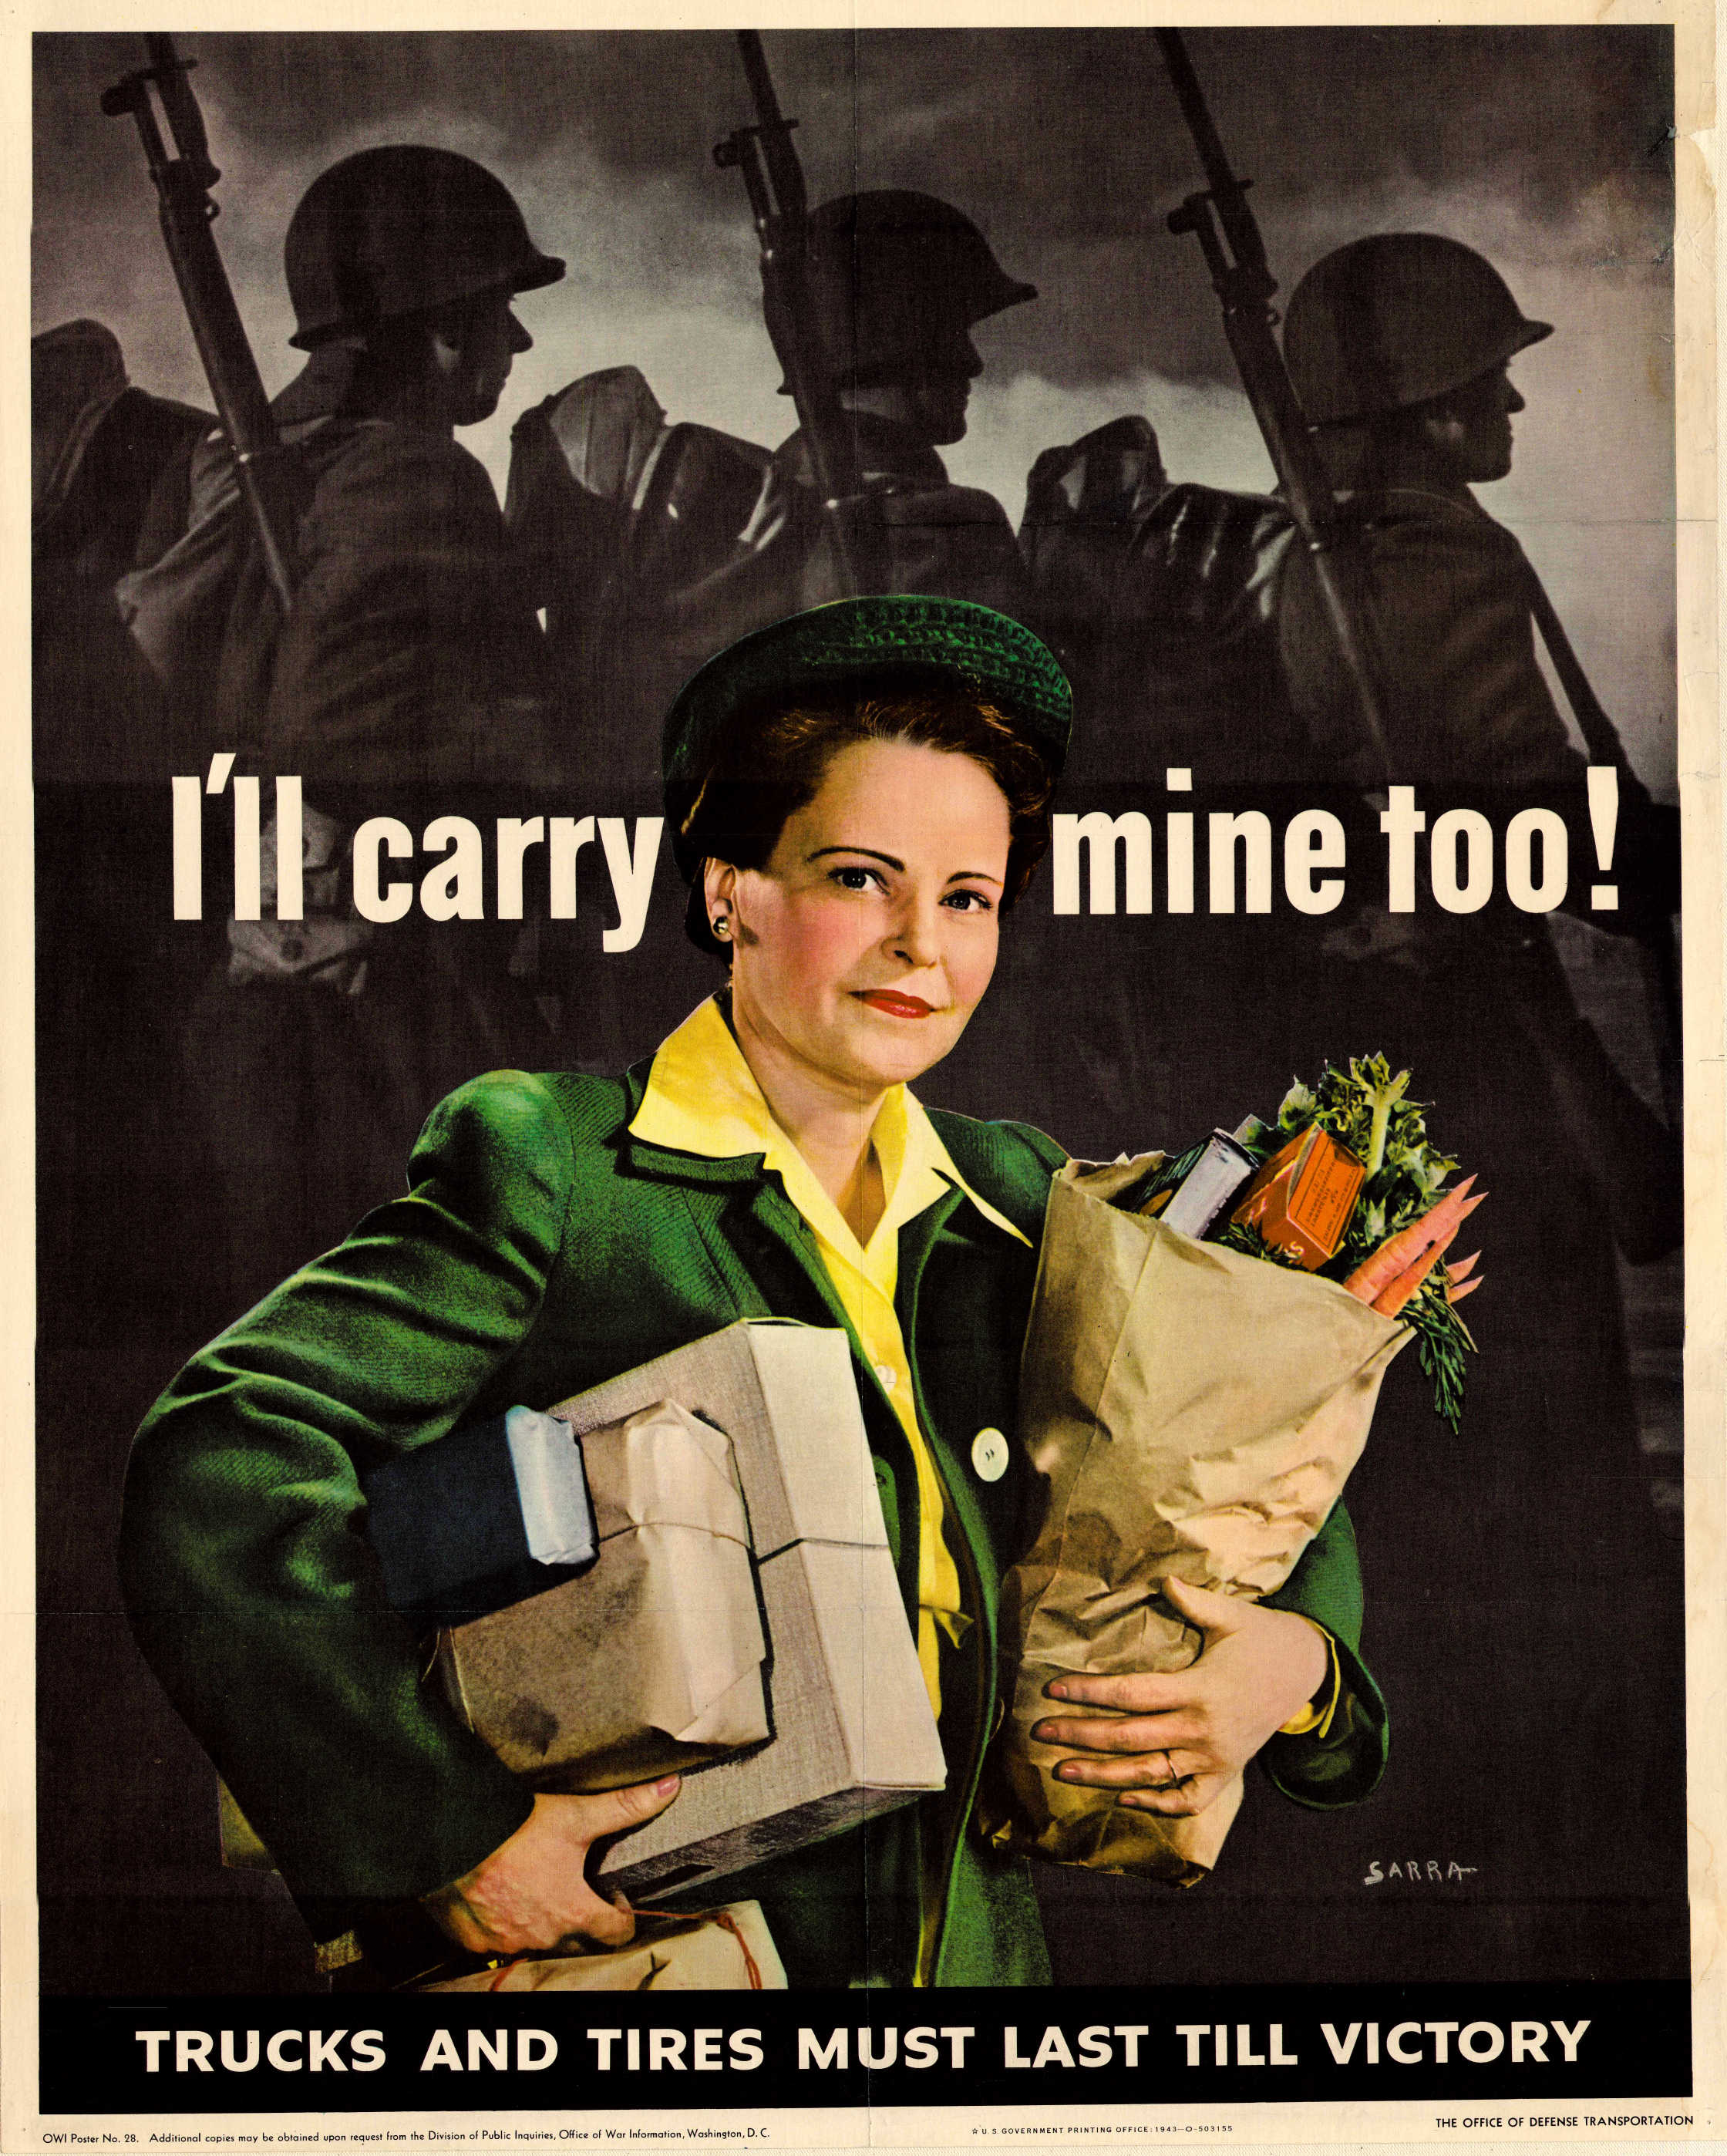 I'll carry mine too!
SARRA
TRUCKS AND TIRES MUST LAST TILL VICTORY
OWI Poster No. 28. Additional copies may be obtained upon request from the Division of Public Inquiries, Office of War Information, Washington, D. C.
☆ U. S. GOVERNMENT PRINTING OFFICE: 1943—O-503155
THE OFFICE OF DEFENSE TRANSPORTATION